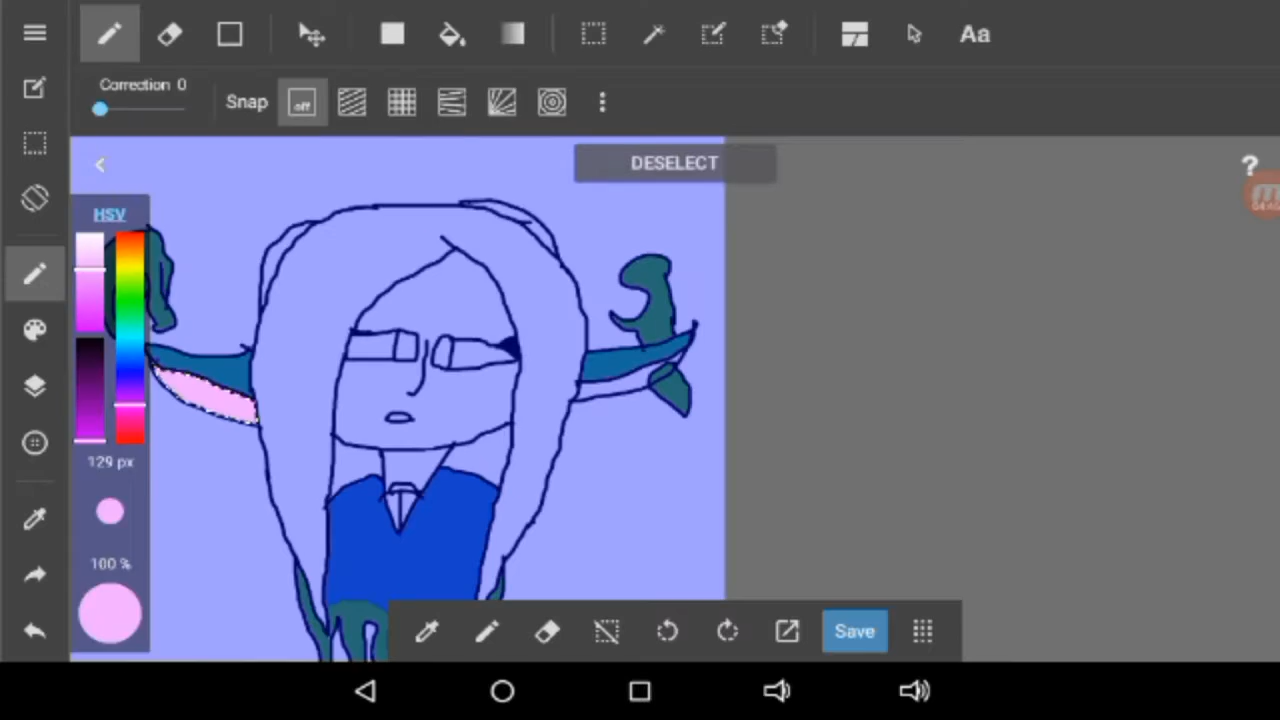 Aa
Correction 0
Snap
off
DESELECT
?
HSV
129 px
100 %
Save